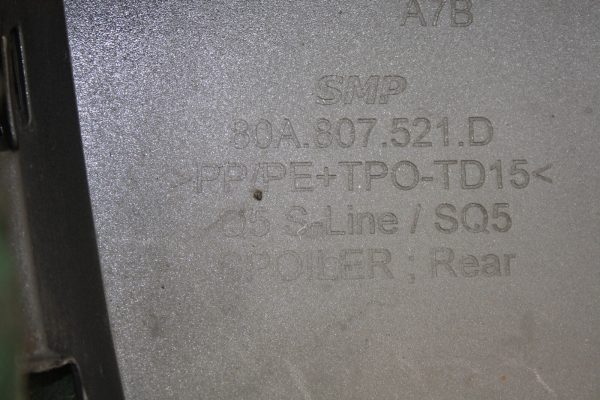 A7B
SMP
80A.807.521.D
>PP/PE+TPO-TD15<
Q5 S-Line / SQ5
SPOILER ; Rear